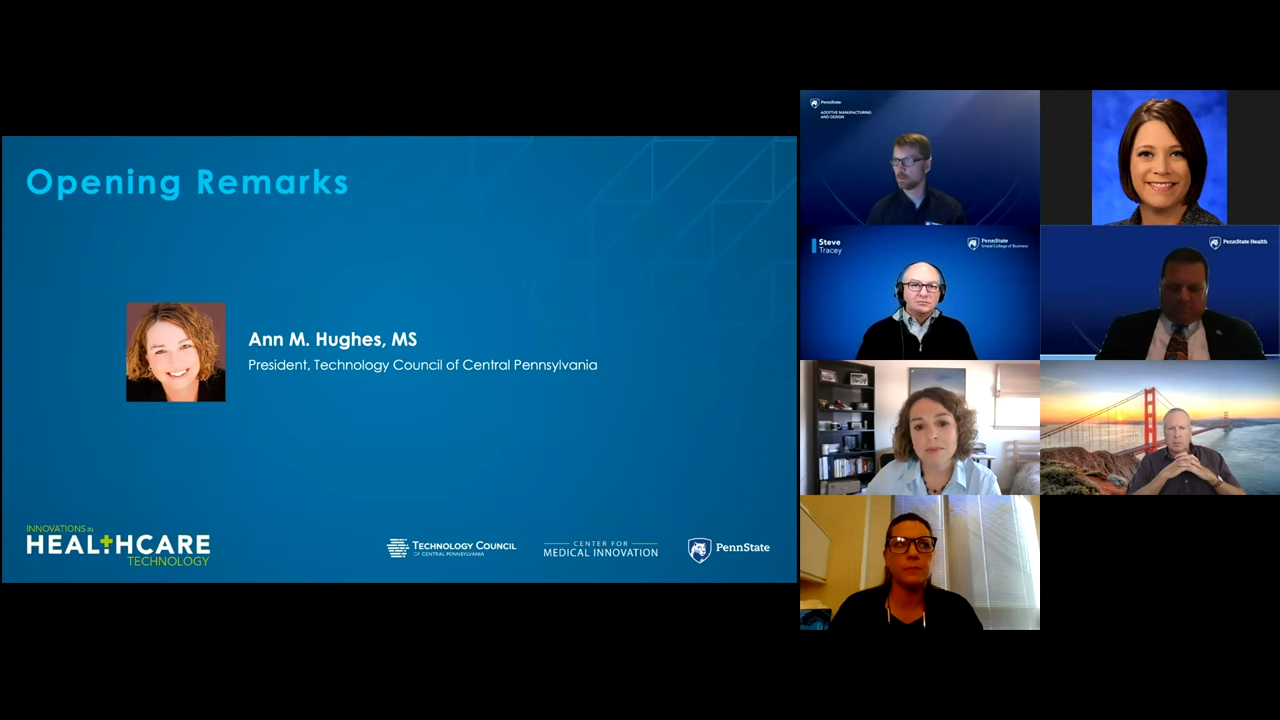 Opening Remarks
Ann M. Hughes, MS
President, Technology Council of Central Pennsylvania
INNOVATIONS IN
HEALTHCARE
TECHNOLOGY
TECHNOLOGY COUNCIL
OF CENTRAL PENNSYLVANIA
CENTER FOR
MEDICAL INNOVATION
PennState
PennState
ADDITIVE MANUFACTURING
AND DESIGN
Steve
Tracey
PennState
Smeal College of Business
PennState Health